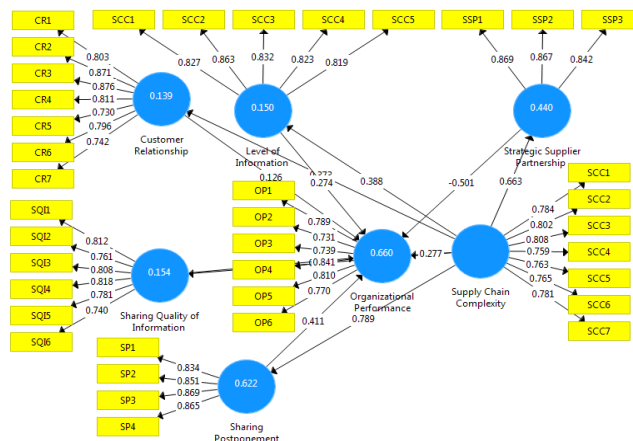 CR1
CR2
CR3
CR4
CR5
CR6
CR7
0.803
0.871
0.876
0.811
0.730
0.796
0.742
0.139
Customer
Relationship
SCC1
SCC2
SCC3
SCC4
SCC5
0.827
0.863
0.832
0.823
0.819
0.150
Level of
Information
SSP1
SSP2
SSP3
0.869
0.867
0.842
0.440
Strategic Supplier
Partnership
0.126
0.274
0.388
-0.501
0.663
OP1
OP2
OP3
OP4
OP5
OP6
0.789
0.731
0.739
0.841
0.810
0.770
0.660
Organizational
Performance
0.277
Supply Chain
Complexity
SCC1
SCC2
SCC3
SCC4
SCC5
SCC6
SCC7
0.784
0.802
0.808
0.759
0.763
0.765
0.781
SQI1
SQI2
SQI3
SQI4
SQI5
SQI6
0.812
0.761
0.808
0.818
0.781
0.740
0.154
Sharing Quality of
Information
0.411
0.789
SP1
SP2
SP3
SP4
0.834
0.851
0.869
0.865
0.622
Sharing
Postponement